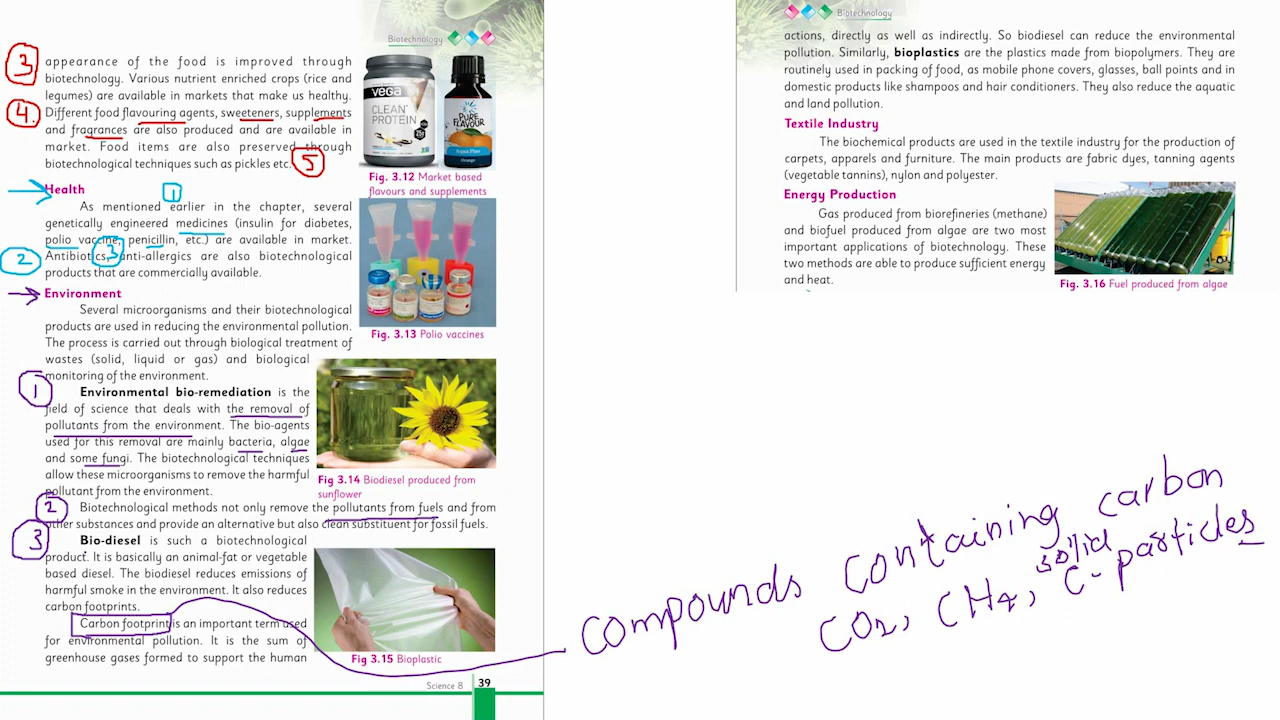 Biotechnology
3 appearance of the food is improved through
biotechnology. Various nutrient enriched crops (rice and
legumes) are available in markets that make us healthy.
4. Different food flavouring agents, sweeteners, supplements
and fragrances are also produced and are available in
market. Food items are also preserved through
biotechnological techniques such as pickles etc. 5
vega
CLEAN
PROTEIN
PURE
FLAVOUR
Orange
Fig. 3.12 Market based
flavours and supplements
Health 1
As mentioned earlier in the chapter, several
genetically engineered medicines (insulin for diabetes,
polio vaccine, penicillin, etc.) are available in market.
2 Antibiotics, 3 anti-allergics are also biotechnological
products that are commercially available.
Fig. 3.13 Polio vaccines
Environment
Several microorganisms and their biotechnological
products are used in reducing the environmental pollution.
The process is carried out through biological treatment of
wastes (solid, liquid or gas) and biological
monitoring of the environment.
1 Environmental bio-remediation is the
field of science that deals with the removal of
pollutants from the environment. The bio-agents
used for this removal are mainly bacteria, algae
and some fungi. The biotechnological techniques
allow these microorganisms to remove the harmful
pollutant from the environment.
Fig 3.14 Biodiesel produced from
sunflower
2 Biotechnological methods not only remove the pollutants from fuels and from
other substances and provide an alternative but also clean substituent for fossil fuels.
3 Bio-diesel is such a biotechnological
product. It is basically an animal-fat or vegetable
based diesel. The biodiesel reduces emissions of
harmful smoke in the environment. It also reduces
carbon footprints.
Carbon footprint is an important term used
for environmental pollution. It is the sum of
greenhouse gases formed to support the human
Fig 3.15 Bioplastic
Science 8 39
Biotechnology
actions, directly as well as indirectly. So biodiesel can reduce the environmental
pollution. Similarly, bioplastics are the plastics made from biopolymers. They are
routinely used in packing of food, as mobile phone covers, glasses, ball points and in
domestic products like shampoos and hair conditioners. They also reduce the aquatic
and land pollution.
Textile Industry
The biochemical products are used in the textile industry for the production of
carpets, apparels and furniture. The main products are fabric dyes, tanning agents
(vegetable tannins), nylon and polyester.
Energy Production
Gas produced from biorefineries (methane)
and biofuel produced from algae are two most
important applications of biotechnology. These
two methods are able to produce sufficient energy
and heat.
Fig. 3.16 Fuel produced from algae
compounds containing carbon
CO2, CH4, solid C-particles